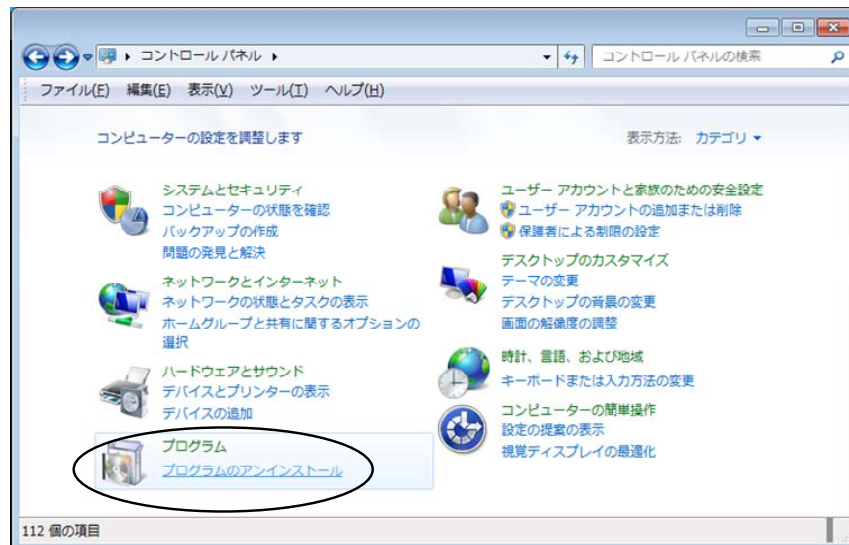 コントロール パネル
コントロール パネルの検索
ファイル(F) 編集(E) 表示(V) ツール(T) ヘルプ(H)
コンピューターの設定を調整します
表示方法: カテゴリ
システムとセキュリティ
コンピューターの状態を確認
バックアップの作成
問題の発見と解決
ネットワークとインターネット
ネットワークの状態とタスクの表示
ホームグループと共有に関するオプションの
選択
ハードウェアとサウンド
デバイスとプリンターの表示
デバイスの追加
プログラム
プログラムのアンインストール
ユーザー アカウントと家族のための安全設定
ユーザー アカウントの追加または削除
保護者による制限の設定
デスクトップのカスタマイズ
テーマの変更
デスクトップの背景の変更
画面の解像度の調整
時計、言語、および地域
キーボードまたは入力方法の変更
コンピューターの簡単操作
設定の提案の表示
視覚ディスプレイの最適化
112 個の項目